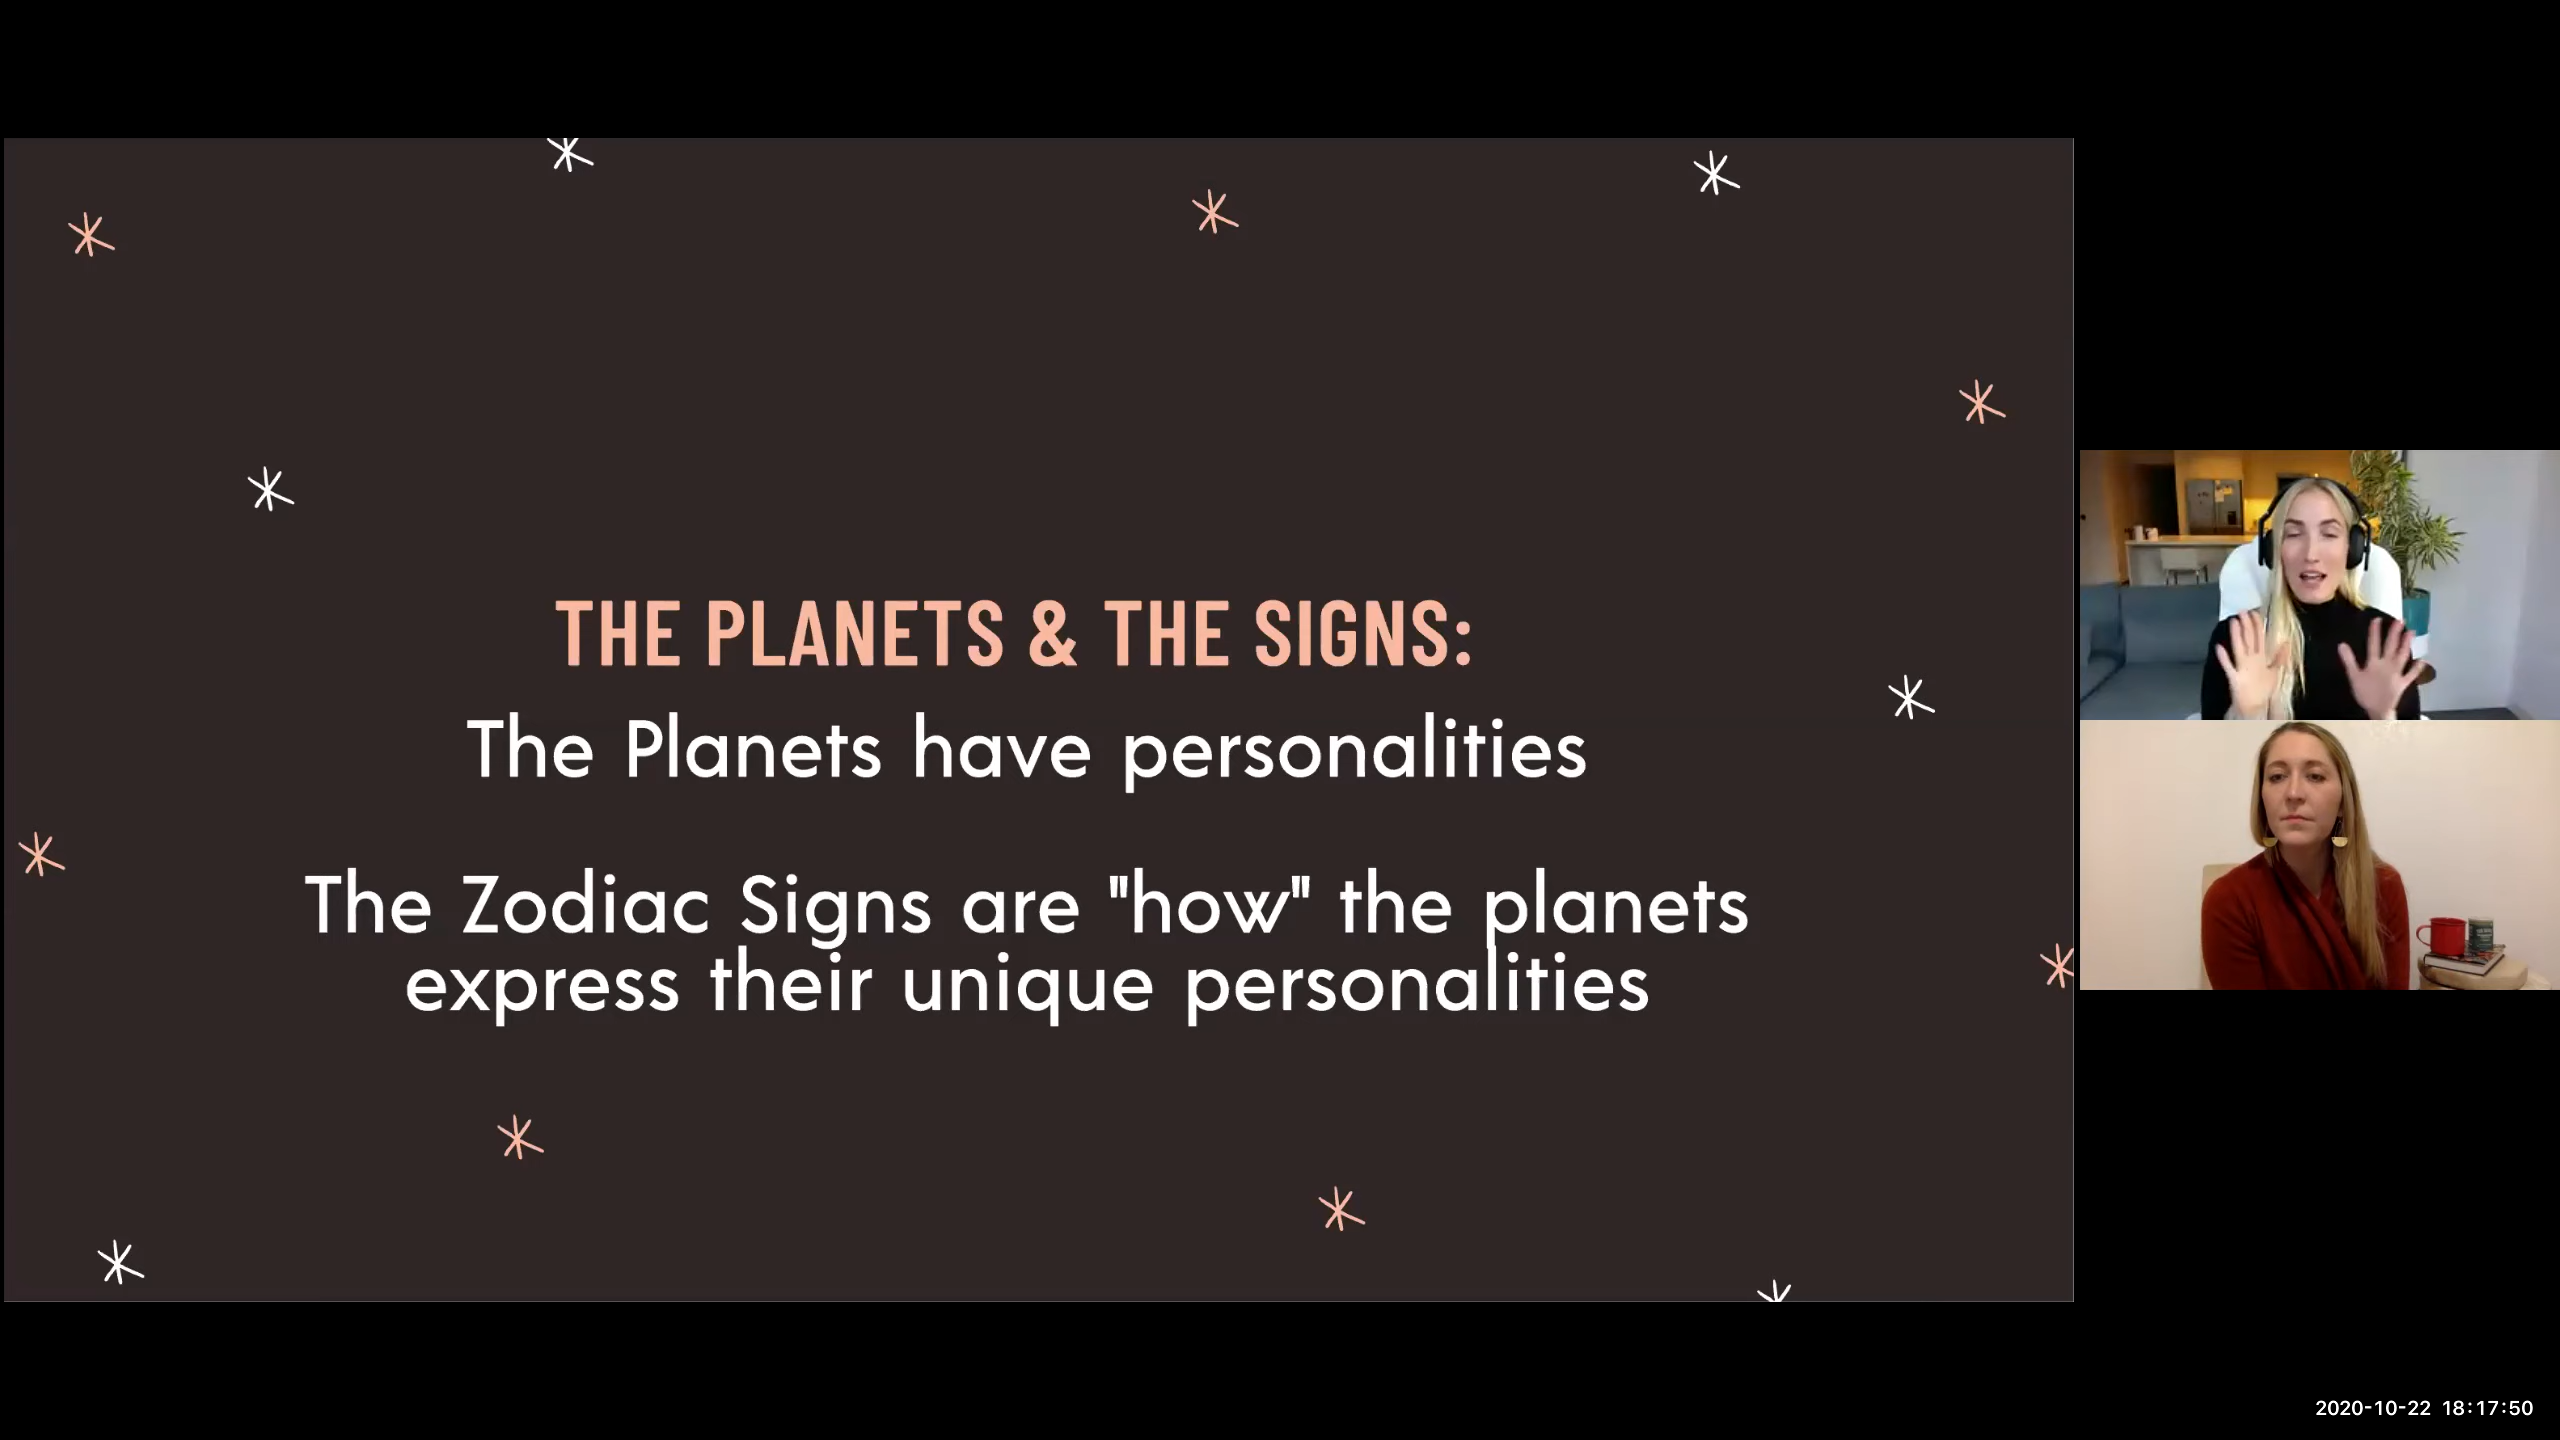 THE PLANETS & THE SIGNS:
The Planets have personalities
The Zodiac Signs are "how" the planets
express their unique personalities
2020-10-22 18:17:50